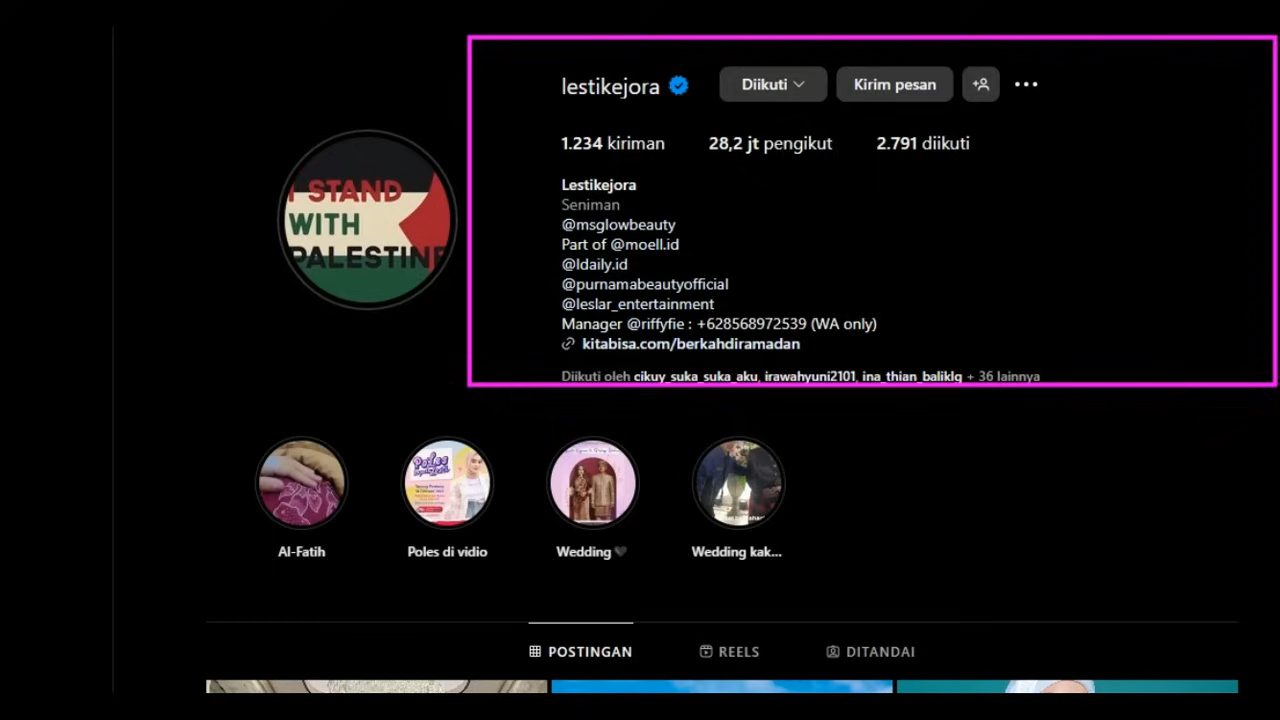 lestikejora
Diikuti
Kirim pesan
1.234 kiriman
28,2 jt pengikut
2.791 diikuti
I STAND
WITH
PALESTINE
Lestikejora
Seniman
@msglowbeauty
Part of @moell.id
@ldaily.id
@purnamabeautyofficial
@leslar_entertainment
Manager @riffyfie : +628568972539 (WA only)
kitabisa.com/berkahdiramadan
Diikuti oleh cikuy_suka_suka_aku, irawahyuni2101, ina_thian_baliklg + 36 lainnya
Poles
Al-Fatih
Poles di vidio
Wedding🖤
Wedding kak...
POSTINGAN
REELS
DITANDAI